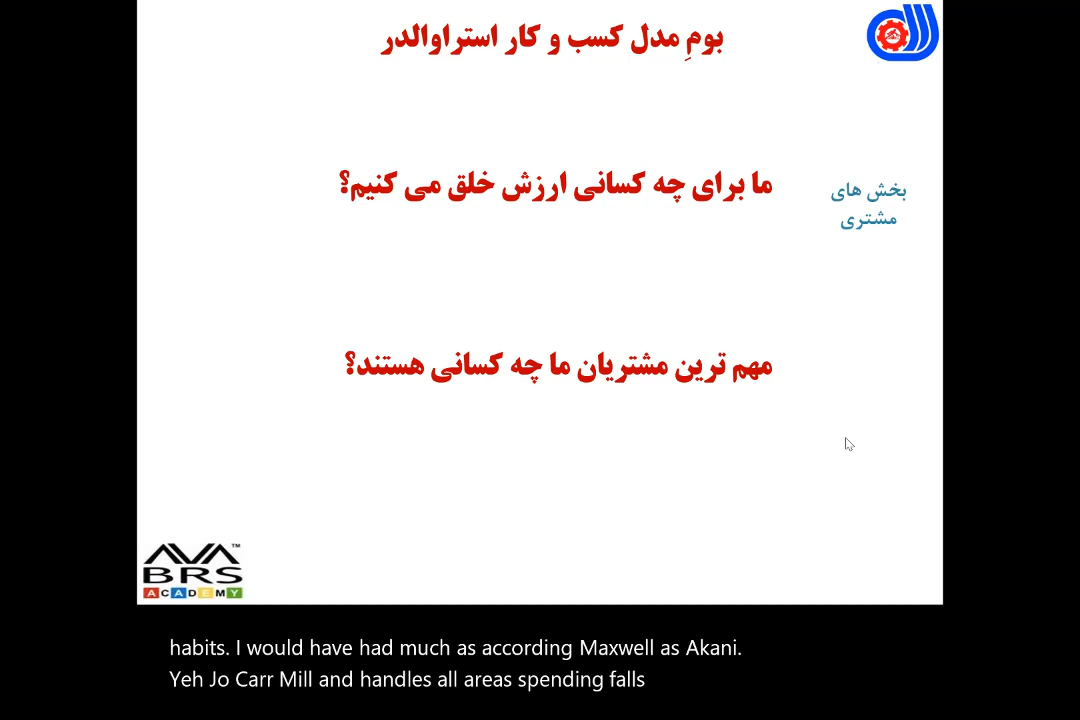 بومِ مدل کسب و کار استراوالدر
ما برای چه کسانی ارزش خلق می کنیم؟
بخش های
مشتری
مهم ترین مشتریان ما چه کسانی هستند؟
AVA™
BRS
ACADEMY
habits. I would have had much as according Maxwell as Akani.
Yeh Jo Carr Mill and handles all areas spending falls